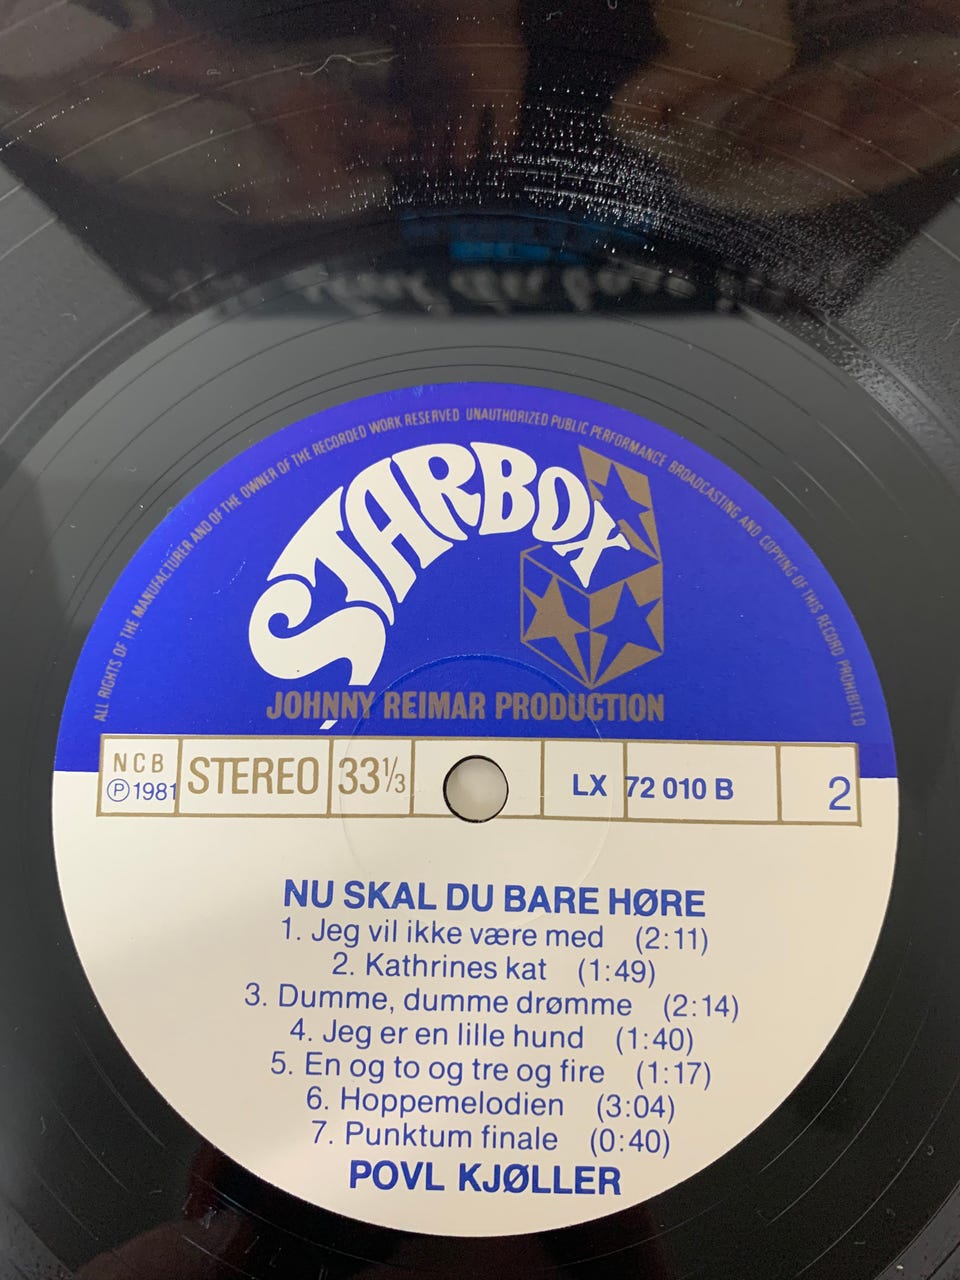 ALL RIGHTS OF THE MANUFACTURER AND OF THE OWNER OF THE RECORDED WORK RESERVED UNAUTHORIZED PUBLIC PERFORMANCE BROADCASTING AND COPYING OF THIS RECORD PROHIBITED
STARBOX
JOHNNY REIMAR PRODUCTION
NCB
Ⓟ 1981
STEREO
33 1/3
LX 72 010 B
2
NU SKAL DU BARE HØRE
1. Jeg vil ikke være med (2:11)
2. Kathrines kat (1:49)
3. Dumme, dumme drømme (2:14)
4. Jeg er en lille hund (1:40)
5. En og to og tre og fire (1:17)
6. Hoppemelodien (3:04)
7. Punktum finale (0:40)
POVL KJØLLER